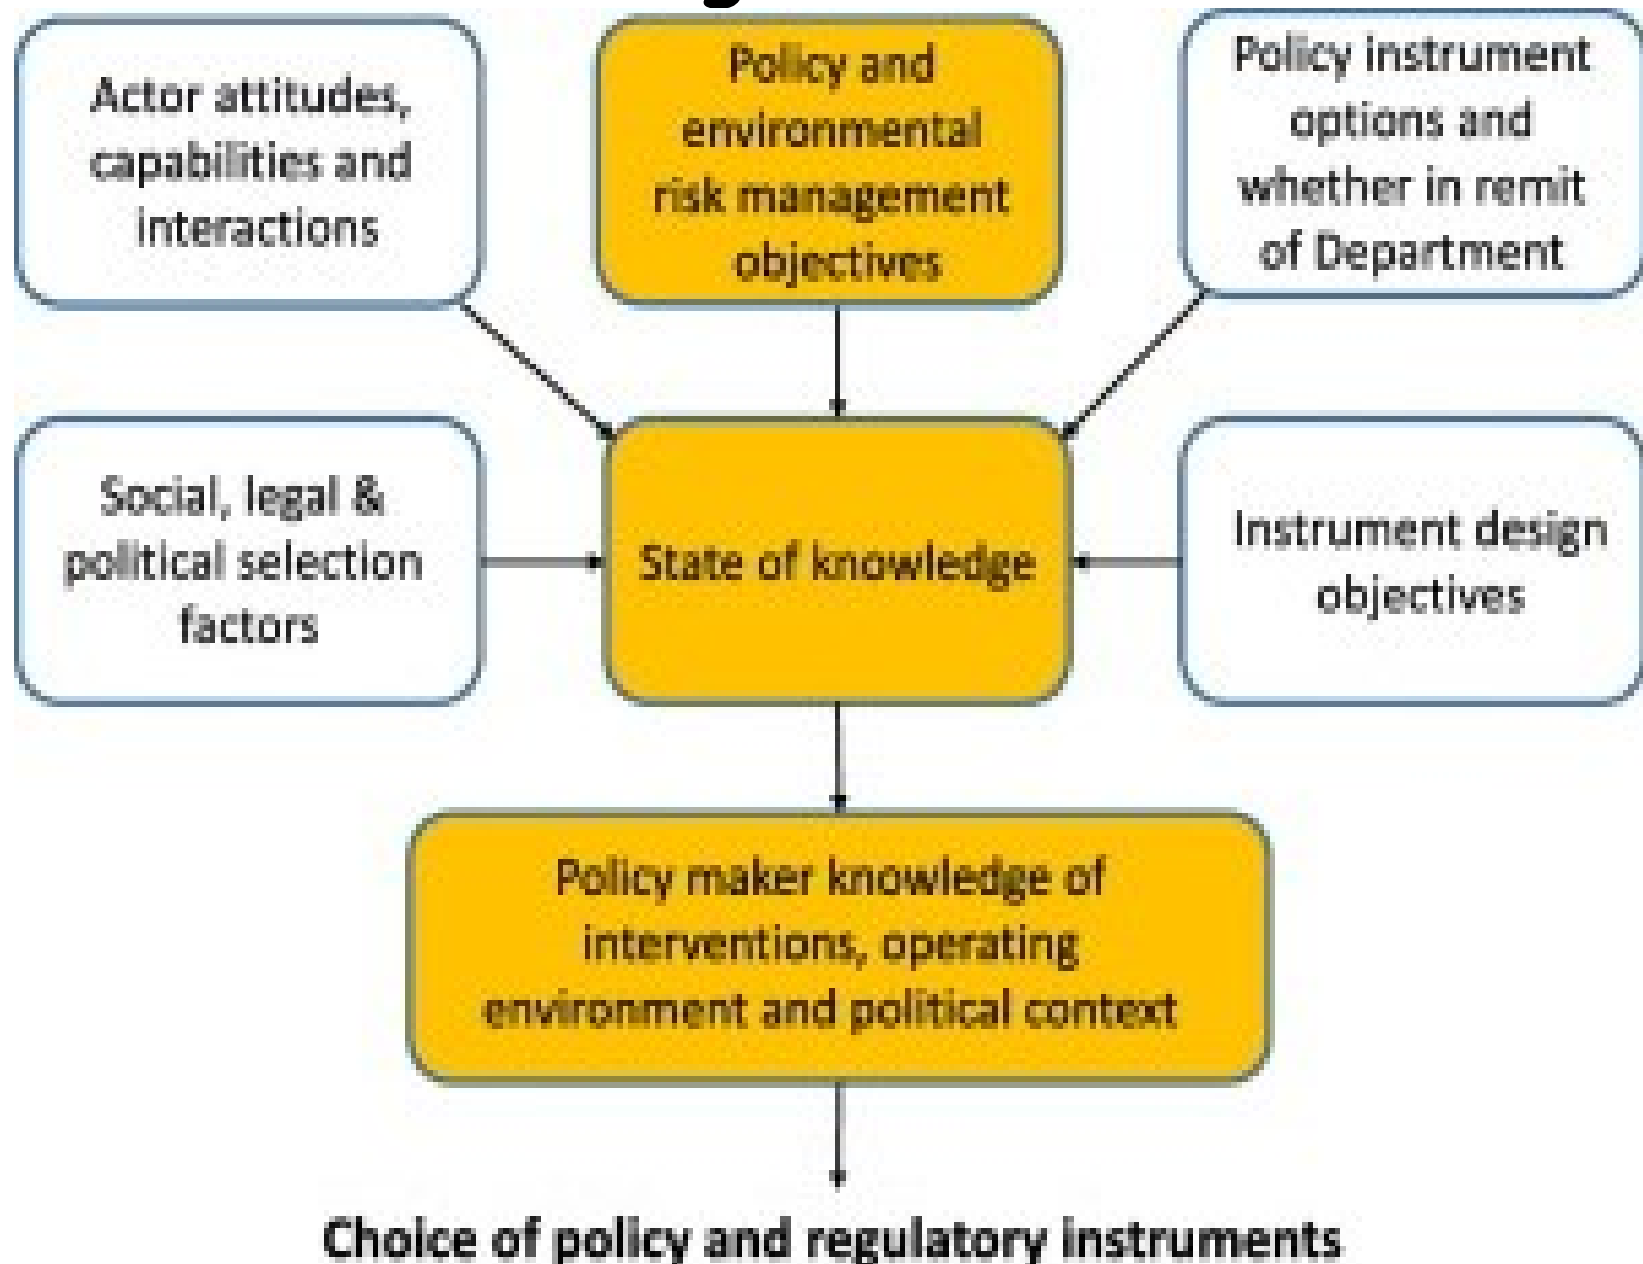 Actor attitudes,
capabilities and
interactions
Policy and
environmental
risk management
objectives
Policy instrument
options and
whether in remit
of Department
Social, legal &
political selection
factors
State of knowledge
Instrument design
objectives
Policy maker knowledge of
interventions, operating
environment and political context
Choice of policy and regulatory instruments